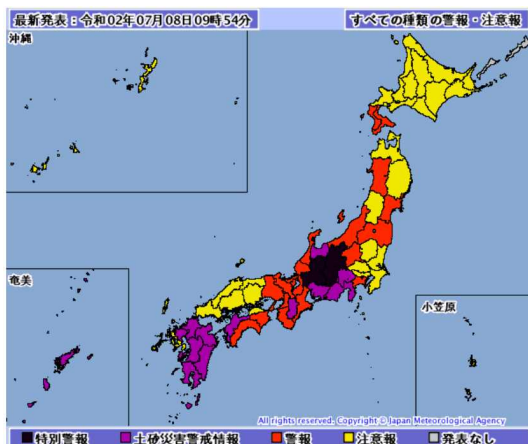 最新発表：令和02年07月08日09時54分
すべての種類の警報・注意報
沖縄
奄美
小笠原
All rights reserved. Copyright © Japan Meteorological Agency
特別警報 土砂災害警戒情報 警報 注意報 発表なし